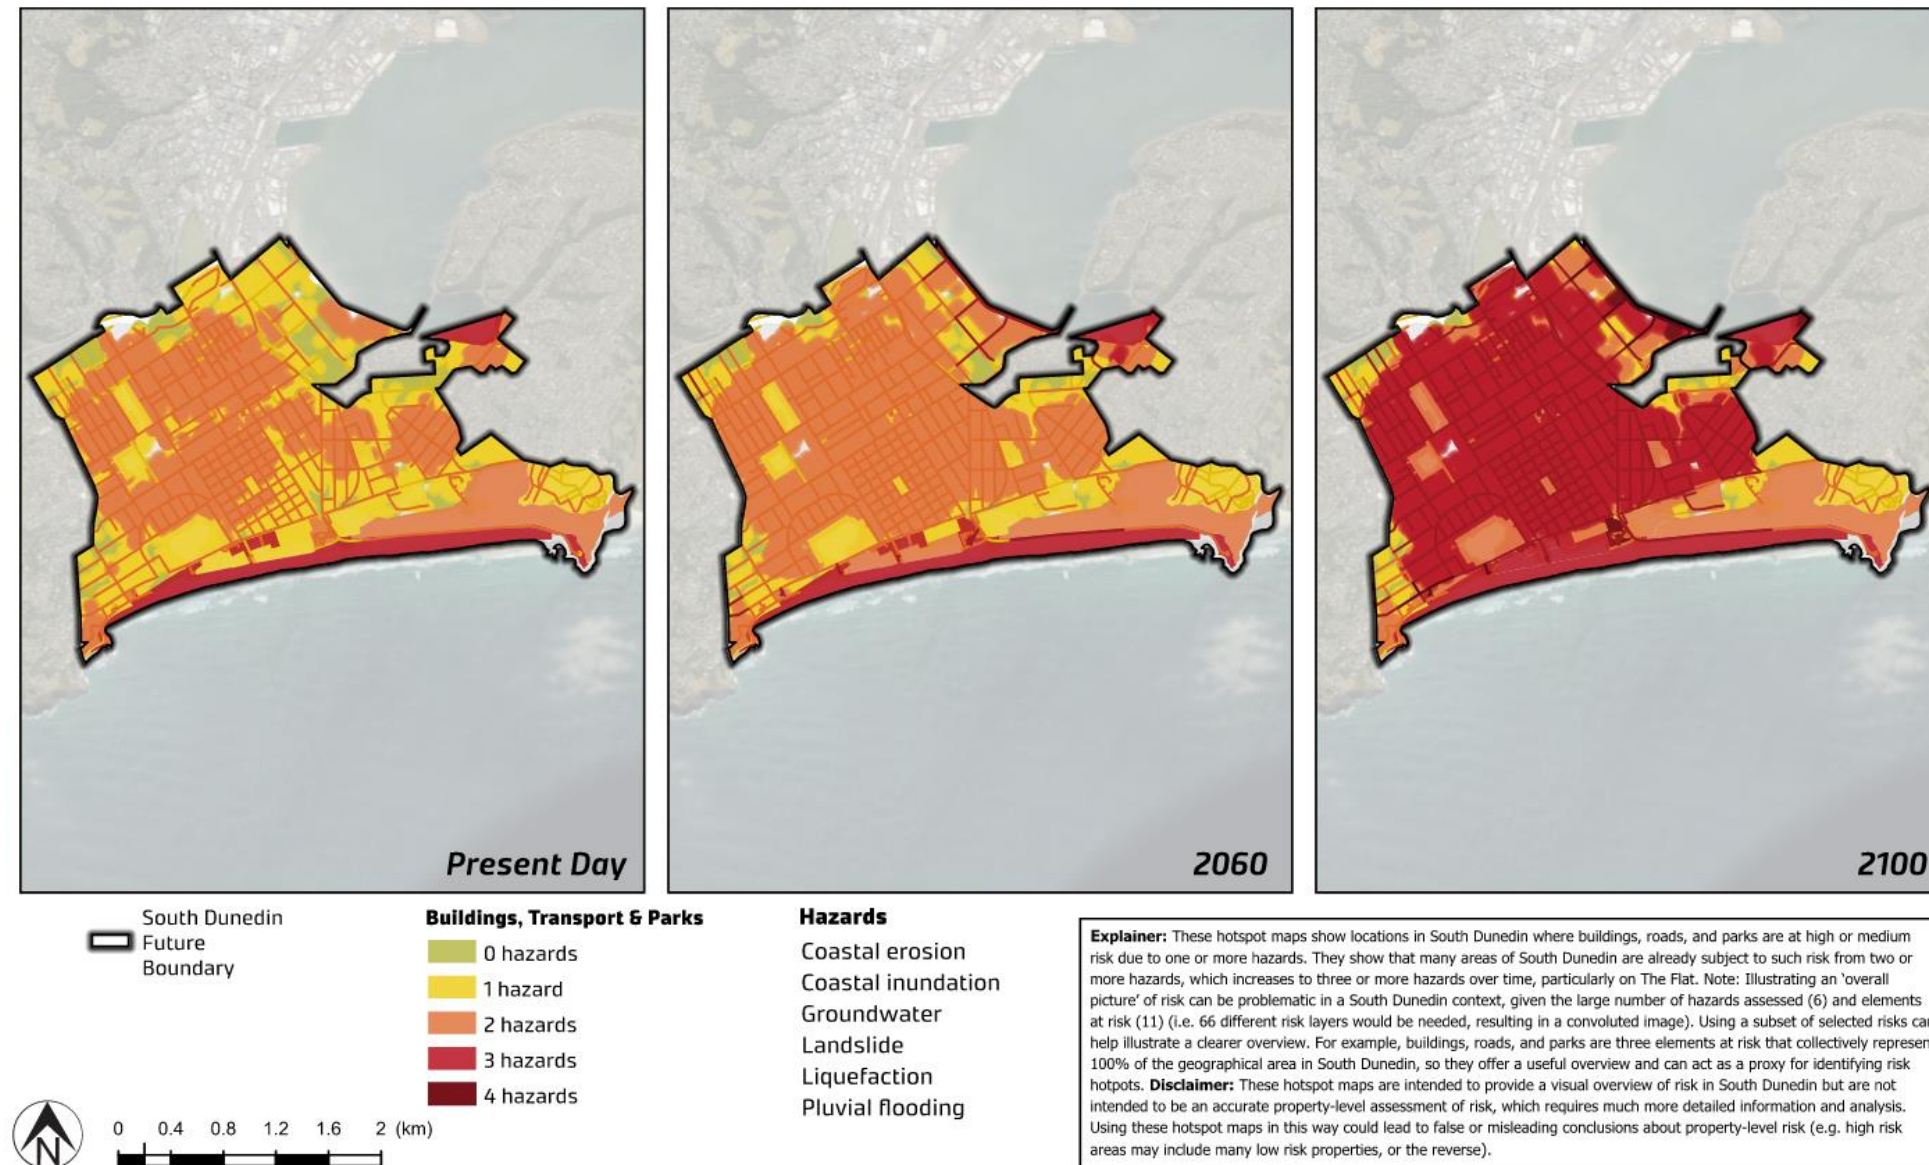 Present Day
2060
2100
South Dunedin
Future
Boundary
Buildings, Transport & Parks
0 hazards
1 hazard
2 hazards
3 hazards
4 hazards
Hazards
Coastal erosion
Coastal inundation
Groundwater
Landslide
Liquefaction
Pluvial flooding
N
0 0.4 0.8 1.2 1.6 2 (km)
Explainer: These hotspot maps show locations in South Dunedin where buildings, roads, and parks are at high or medium
risk due to one or more hazards. They show that many areas of South Dunedin are already subject to such risk from two or
more hazards, which increases to three or more hazards over time, particularly on The Flat. Note: Illustrating an 'overall
picture' of risk can be problematic in a South Dunedin context, given the large number of hazards assessed (6) and elements
at risk (11) (i.e. 66 different risk layers would be needed, resulting in a convoluted image). Using a subset of selected risks can
help illustrate a clearer overview. For example, buildings, roads, and parks are three elements at risk that collectively represen
100% of the geographical area in South Dunedin, so they offer a useful overview and can act as a proxy for identifying risk
hotpots. Disclaimer: These hotspot maps are intended to provide a visual overview of risk in South Dunedin but are not
intended to be an accurate property-level assessment of risk, which requires much more detailed information and analysis.
Using these hotspot maps in this way could lead to false or misleading conclusions about property-level risk (e.g. high risk
areas may include many low risk properties, or the reverse).